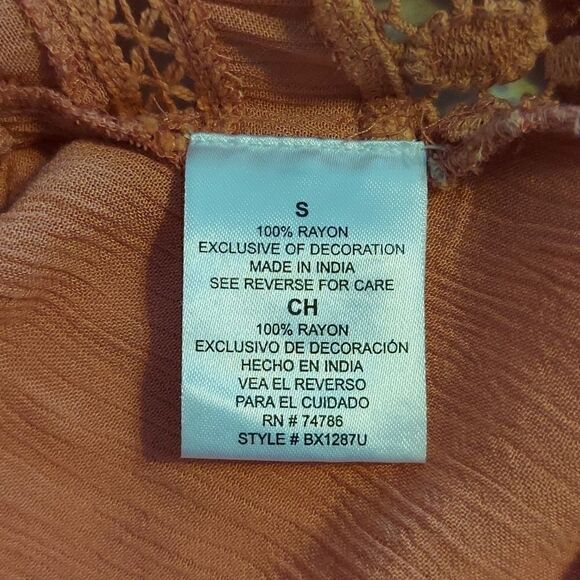 S
100% RAYON
EXCLUSIVE OF DECORATION
MADE IN INDIA
SEE REVERSE FOR CARE
CH
100% RAYON
EXCLUSIVO DE DECORACIÓN
HECHO EN INDIA
VEA EL REVERSO
PARA EL CUIDADO
RN # 74786
STYLE # BX1287U